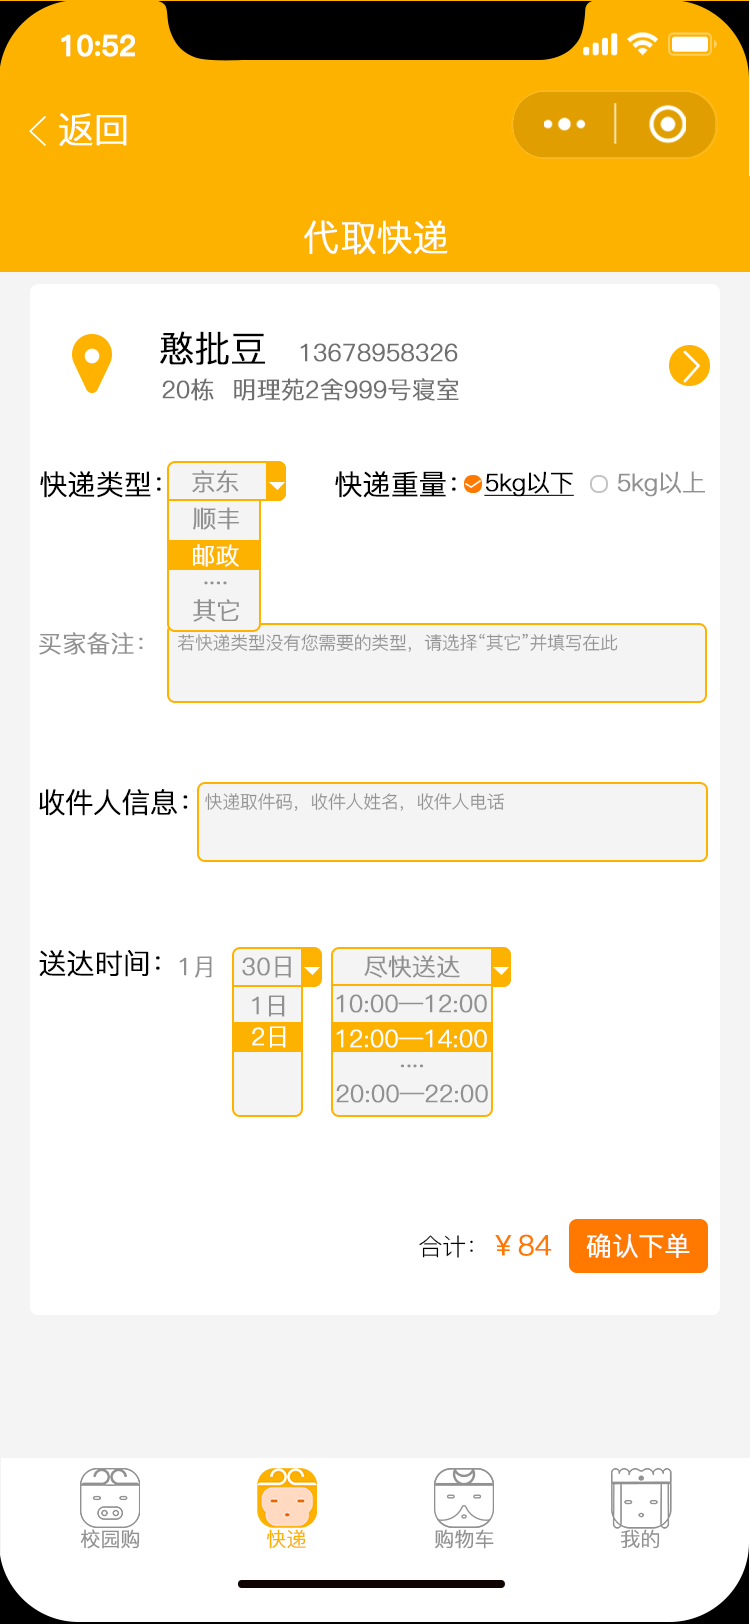 10:52
返回
代取快递
憨批豆 13678958326
20栋 明理苑2舍999号寝室
快递类型: 京东 快递重量: 5kg以下 5kg以上
顺丰
邮政
····
其它
买家备注: 若快递类型没有您需要的类型，请选择“其它”并填写在此
收件人信息: 快递取件码，收件人姓名，收件人电话
送达时间: 1月 30日 尽快送达
1日 10:00—12:00
2日 12:00—14:00
····
20:00—22:00
合计: ¥84 确认下单
校园购 快递 购物车 我的